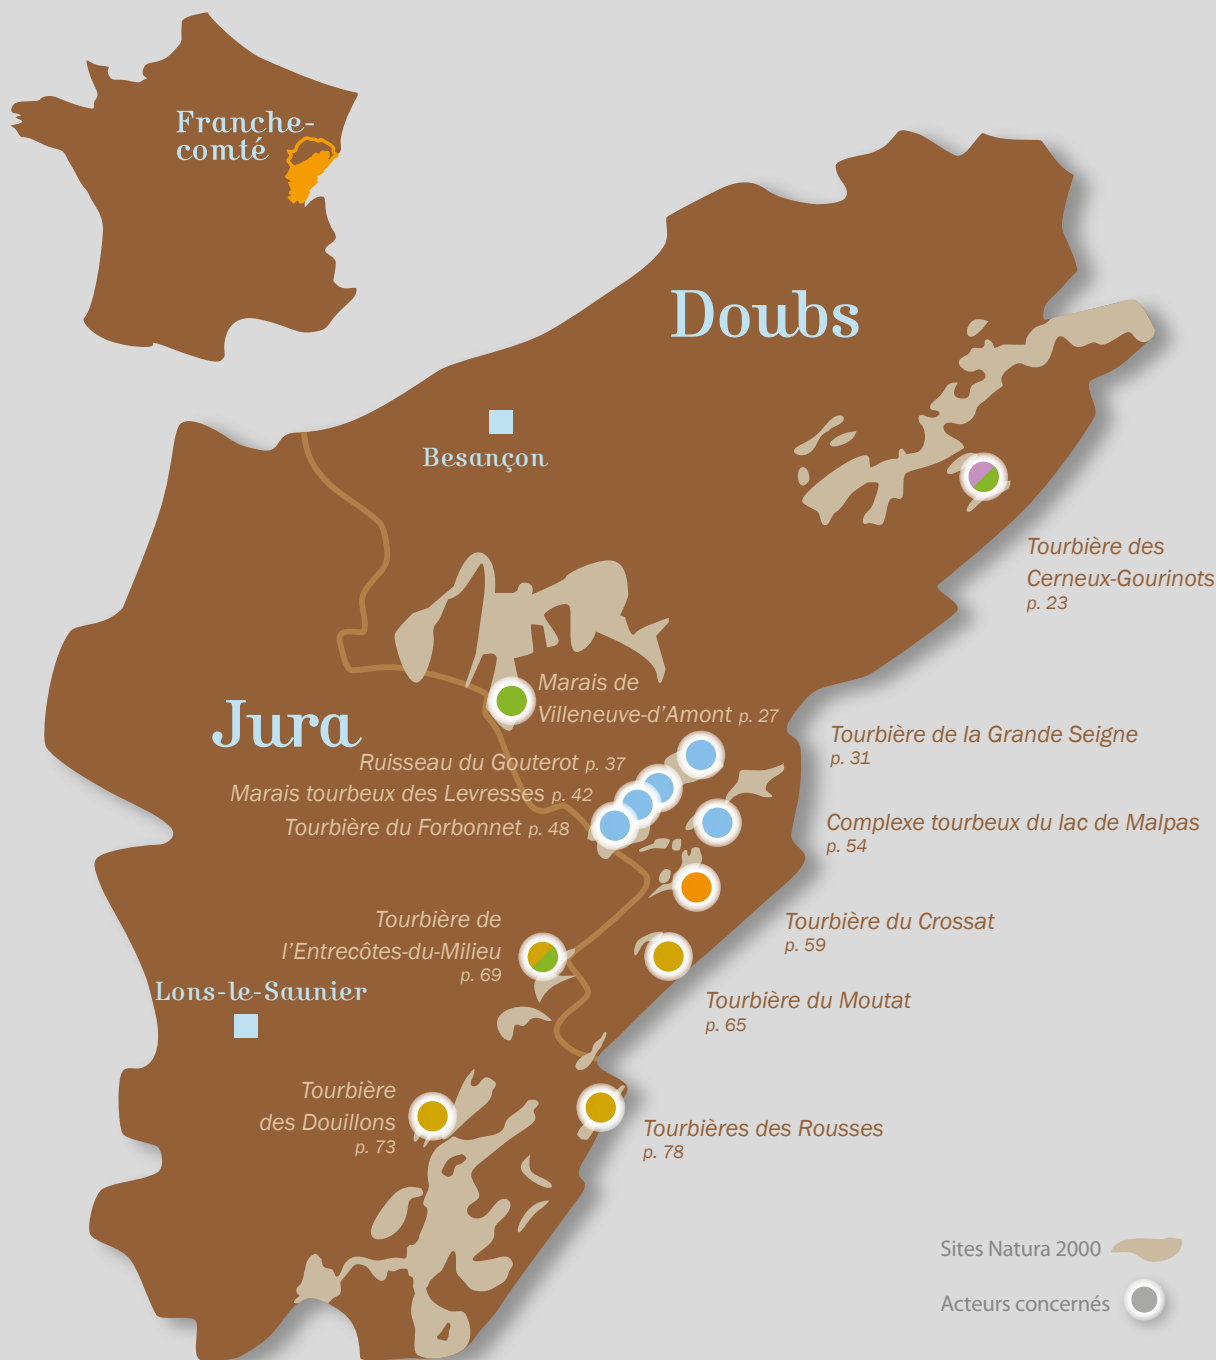 Franche-
comté
Doubs
Besançon
Tourbière des
Cerneux-Gourinots
p. 23
Jura
Marais de
Villeneuve-d'Amont p. 27
Tourbière de la Grande Seigne
p. 31
Ruisseau du Gouterot p. 37
Marais tourbeux des Levresses p. 42
Tourbière du Forbonnet p. 48
Complexe tourbeux du lac de Malpas
p. 54
Tourbière du Crossat
p. 59
Tourbière de
l'Entrecôtes-du-Milieu
p. 69
Lons-le-Saunier
Tourbière du Moutat
p. 65
Tourbière
des Douillons
p. 73
Tourbières des Rousses
p. 78
Sites Natura 2000
Acteurs concernés